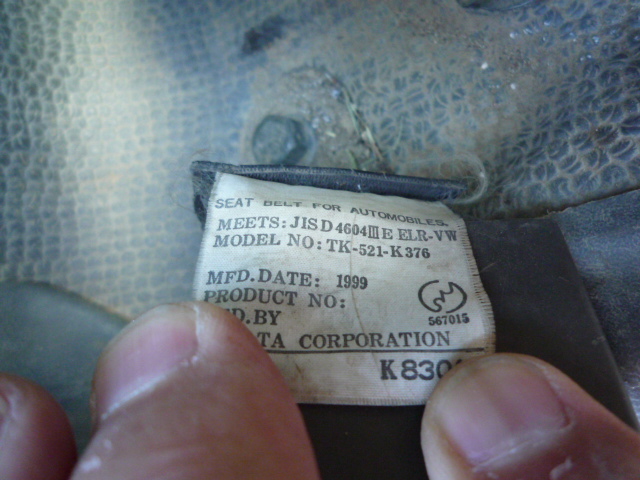 SEAT BELT FOR AUTOMOBILES.
MEETS: JIS D 4604 III E ELR-VW
MODEL NO: TK-521-K376
MFD. DATE: 1999
PRODUCT NO:
567015
BY
CORPORATION